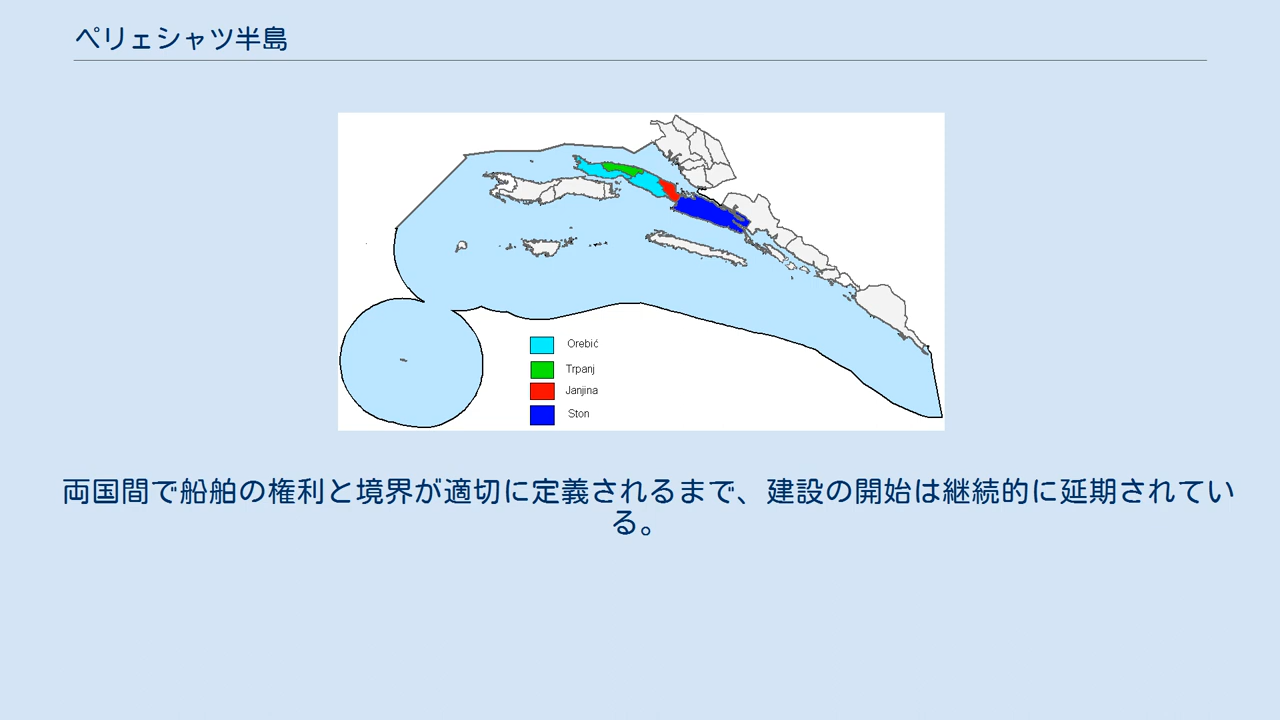 ペリェシャツ半島
Orebić
Trpanj
Janjina
Ston
両国間で船舶の権利と境界が適切に定義されるまで、建設の開始は継続的に延期されてい
る。